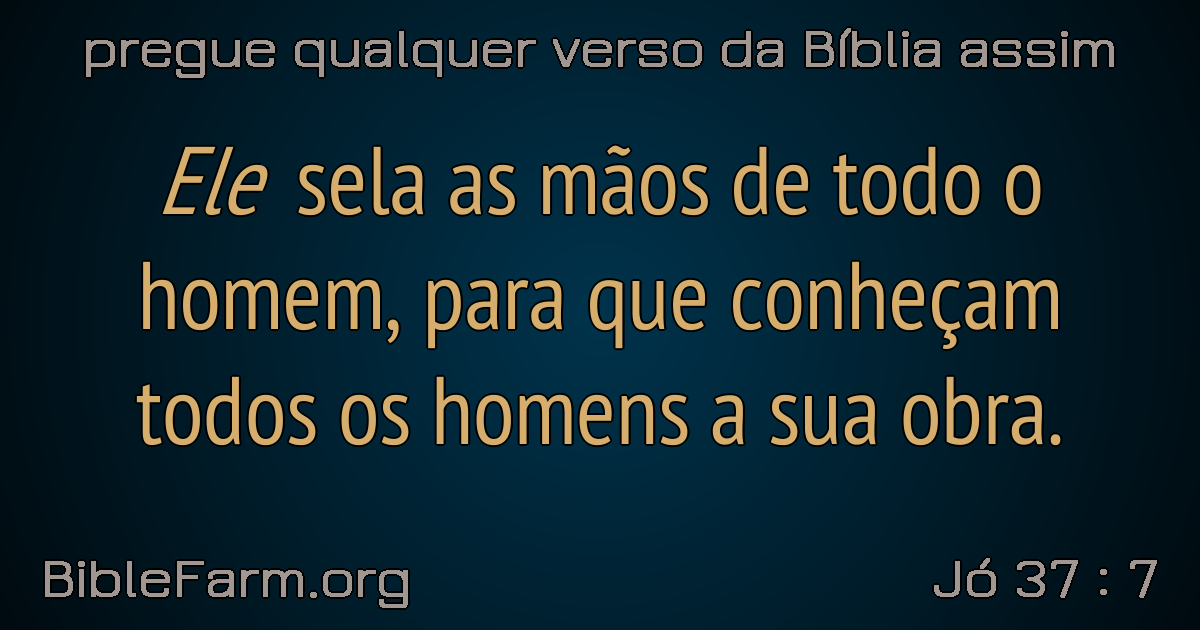 pregue qualquer verso da Bíblia assim
Ele sela as mãos de todo o
homem, para que conheçam
todos os homens a sua obra.
BibleFarm.org
Jó 37 : 7